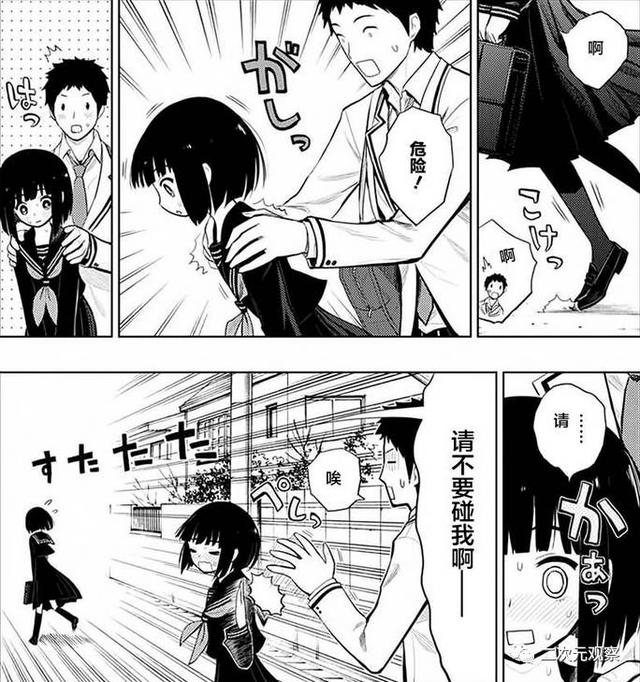 啊
こけっ
啊
がしっ
危险！
はっ
请……
かあっ
请不要碰我啊——
唉
ぺしっ
すたたたた
二次元观察